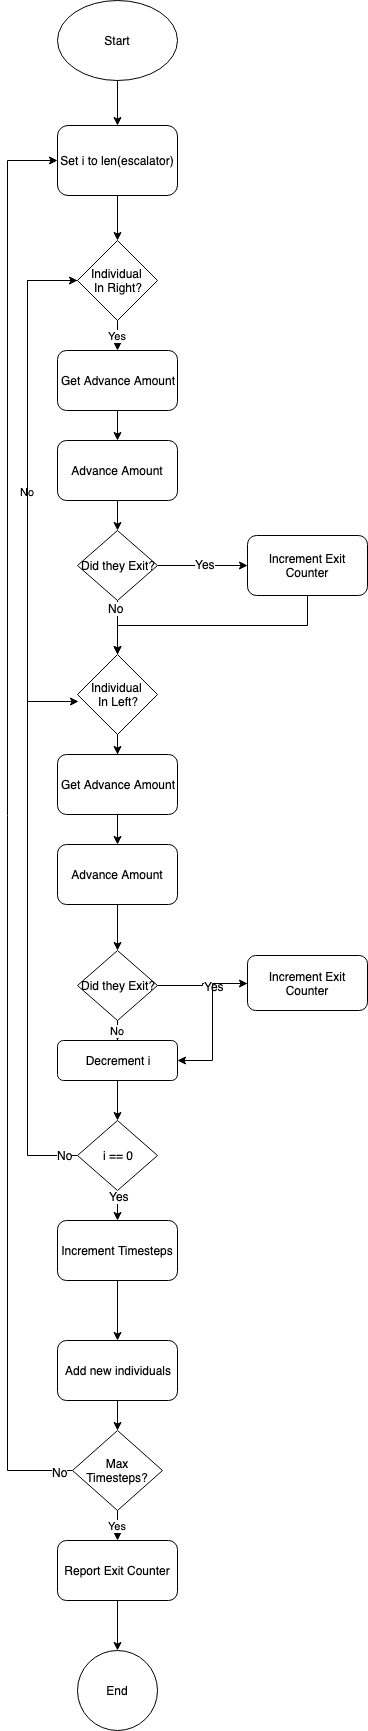 Start
Set i to len(escalator)
Individual
In Right?
Yes
Get Advance Amount
Advance Amount
No
Did they Exit?
Yes
Increment Exit
Counter
No
Individual
In Left?
Get Advance Amount
Advance Amount
Did they Exit?
Yes
Increment Exit
Counter
No
Decrement i
No
i == 0
Yes
Increment Timesteps
Add new individuals
Max
Timesteps?
No
Yes
Report Exit Counter
End